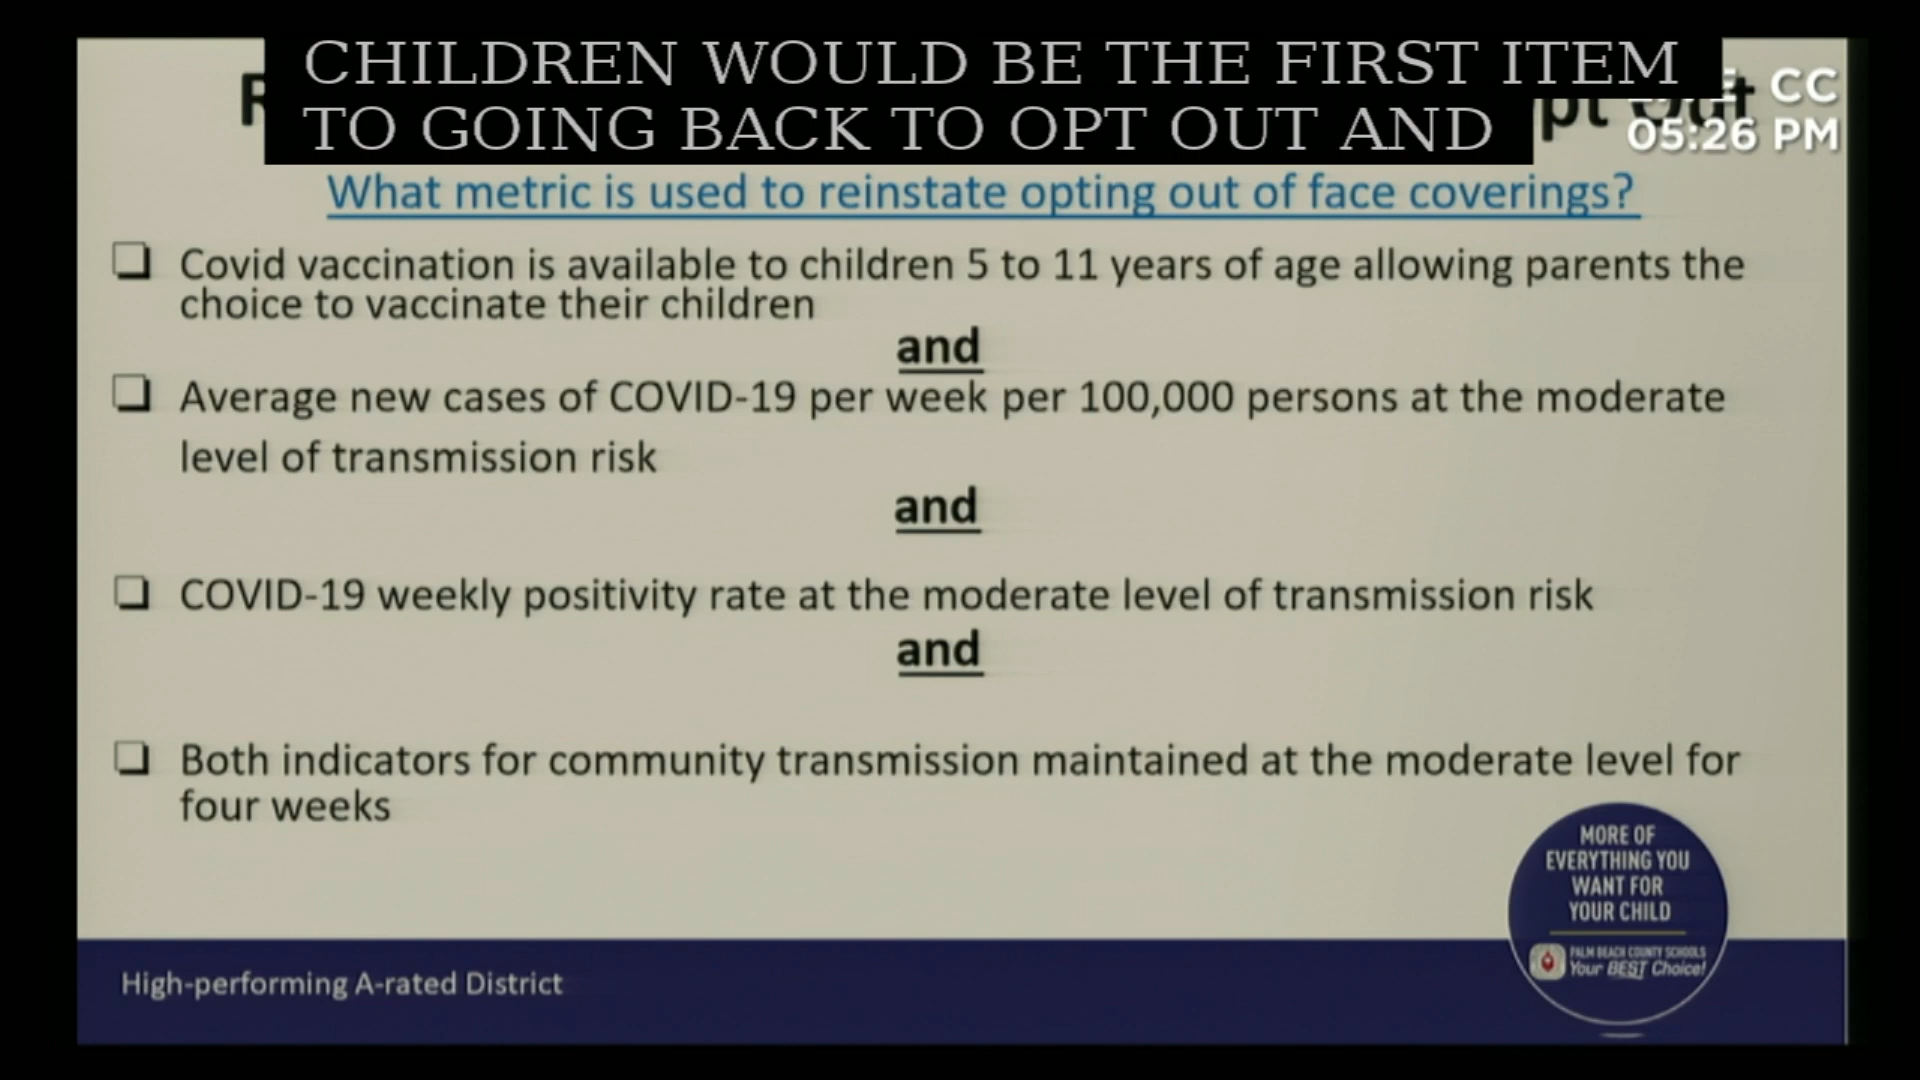 CHILDREN WOULD BE THE FIRST ITEM
TO GOING BACK TO OPT OUT AND
CC
05:26 PM
What metric is used to reinstate opting out of face coverings?
❑ Covid vaccination is available to children 5 to 11 years of age allowing parents the
choice to vaccinate their children
and
❑ Average new cases of COVID-19 per week per 100,000 persons at the moderate
level of transmission risk
and
❑ COVID-19 weekly positivity rate at the moderate level of transmission risk
and
❑ Both indicators for community transmission maintained at the moderate level for
four weeks
MORE OF
EVERYTHING YOU
WANT FOR
YOUR CHILD
PALM BEACH COUNTY SCHOOLS
Your BEST Choice!
High-performing A-rated District